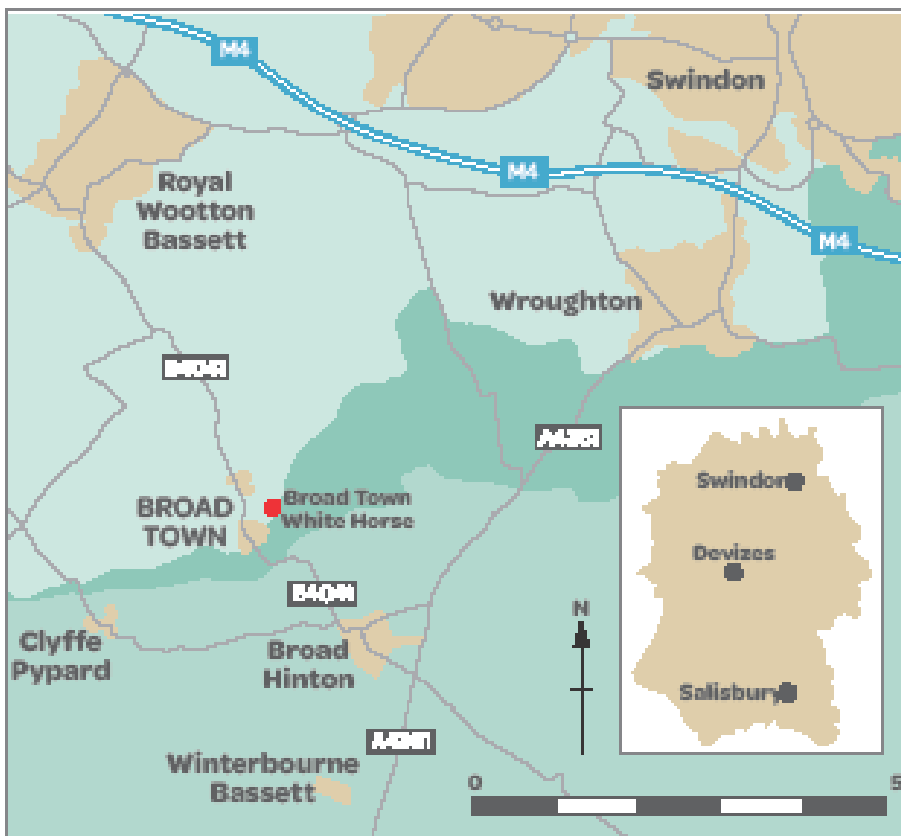 M4
Swindon
M4
Royal
Wootton
Bassett
M4
Wroughton
Swindon
BROAD
TOWN
Broad Town
White Horse
Devizes
N
Clyffe
Pypard
Broad
Hinton
Salisbury
Winterbourne
Bassett
0
5